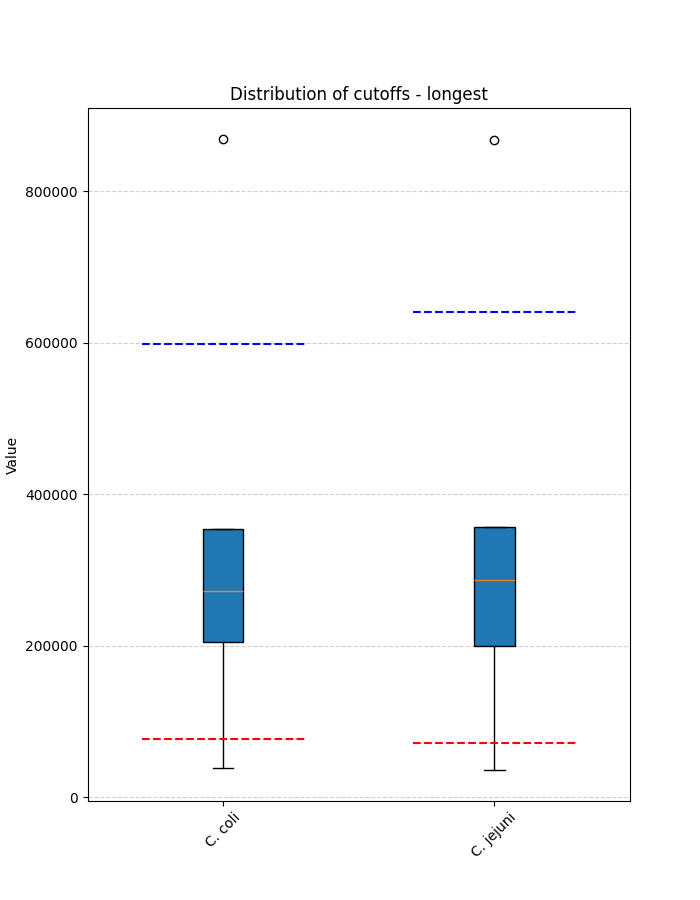 Distribution of cutoffs - longest
Value
800000
600000
400000
200000
0
C. coli
C. jejuni